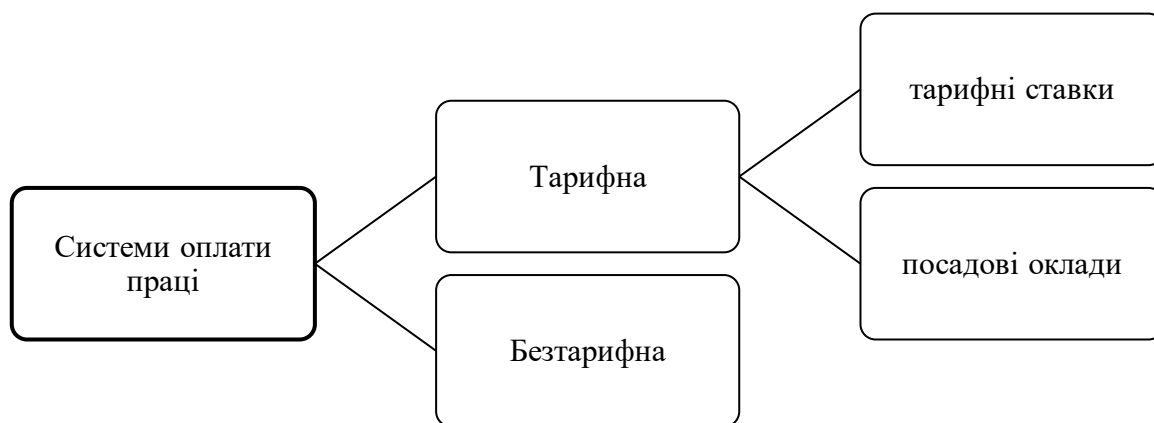 Системи оплати
праці
Тарифна
Безтарифна
тарифні ставки
посадові оклади